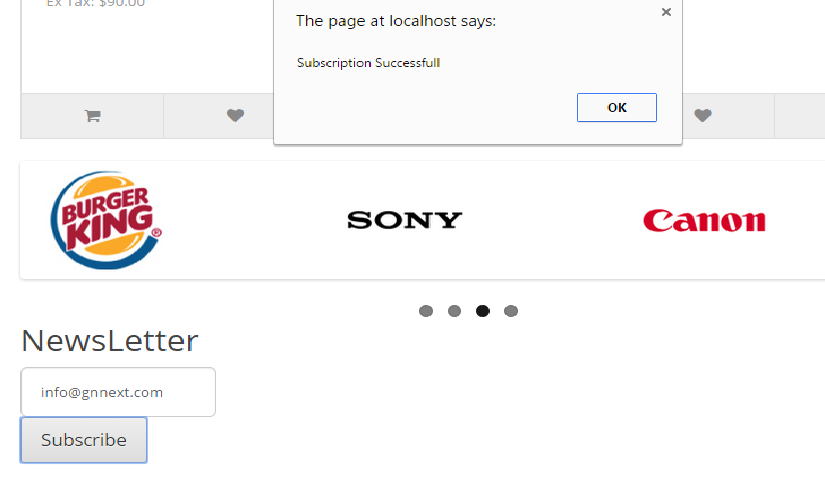 Ex Tax: $90.00
The page at localhost says:
Subscription Successfull
OK
BURGER
KING
®
SONY
Canon
NewsLetter
info@gnnext.com
Subscribe